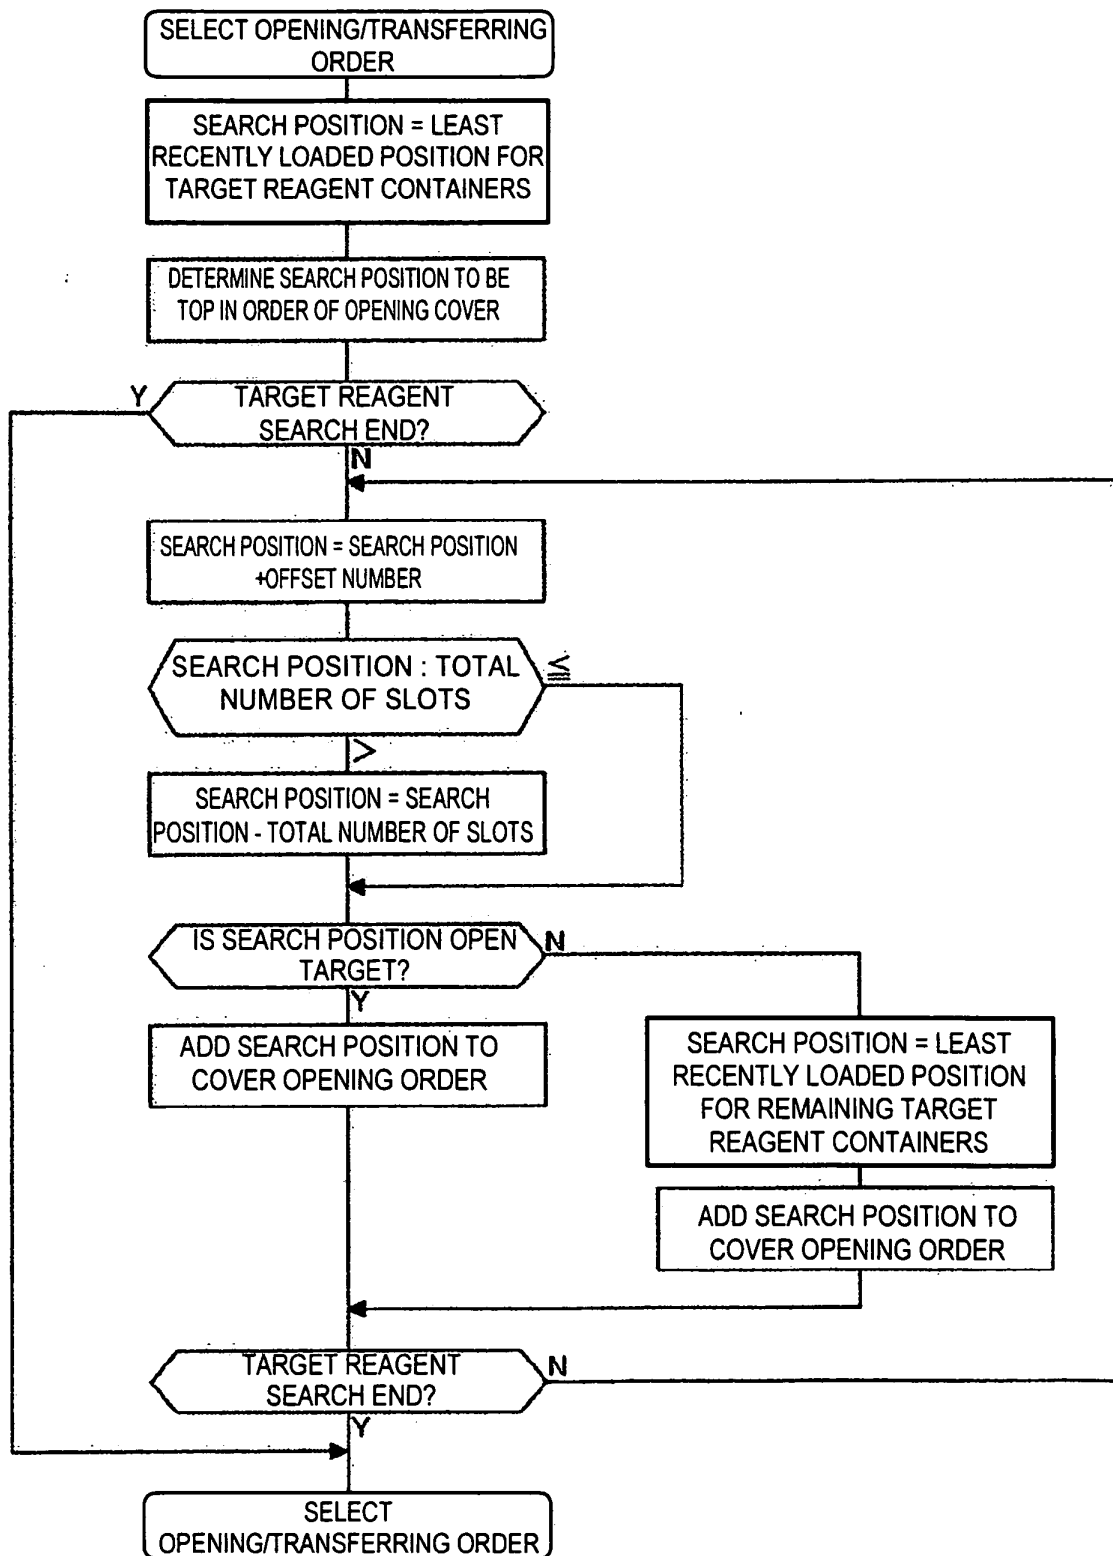 SELECT OPENING/TRANSFERRING
ORDER
SEARCH POSITION = LEAST
RECENTLY LOADED POSITION FOR
TARGET REAGENT CONTAINERS
DETERMINE SEARCH POSITION TO BE
TOP IN ORDER OF OPENING COVER
Y
TARGET REAGENT
SEARCH END?
N
SEARCH POSITION = SEARCH POSITION
+OFFSET NUMBER
SEARCH POSITION : TOTAL
NUMBER OF SLOTS
≦
>
SEARCH POSITION = SEARCH
POSITION - TOTAL NUMBER OF SLOTS
IS SEARCH POSITION OPEN
TARGET?
N
Y
ADD SEARCH POSITION TO
COVER OPENING ORDER
SEARCH POSITION = LEAST
RECENTLY LOADED POSITION
FOR REMAINING TARGET
REAGENT CONTAINERS
ADD SEARCH POSITION TO
COVER OPENING ORDER
TARGET REAGENT
SEARCH END?
N
Y
SELECT
OPENING/TRANSFERRING ORDER